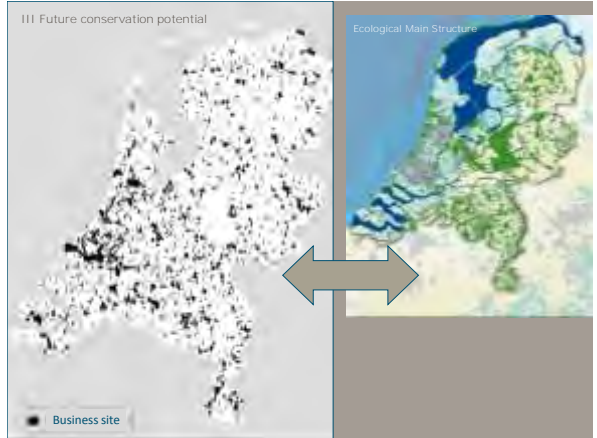 III Future conservation potential
Ecological Main Structure
Business site